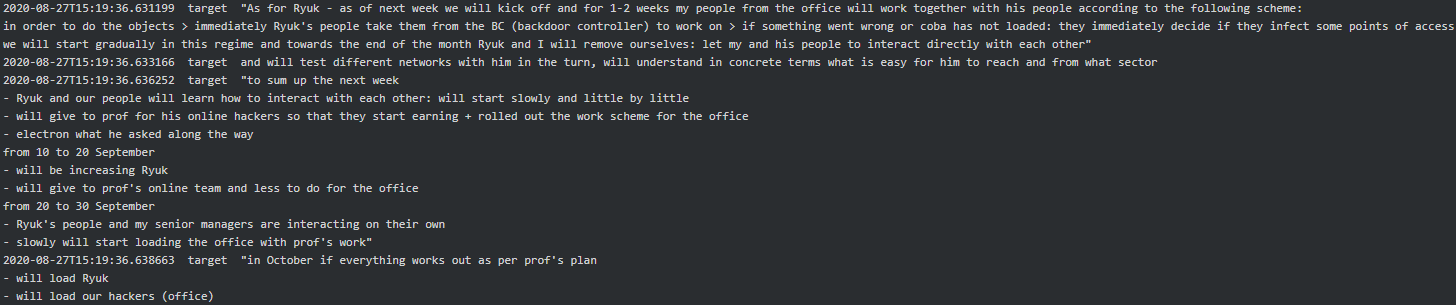 2020-08-27T15:19:36.631199  target  "As for Ryuk - as of next week we will kick off and for 1-2 weeks my people from the office will work together with his people according to the following scheme:
in order to do the objects > immediately Ryuk's people take them from the BC (backdoor controller) to work on > if something went wrong or coba has not loaded: they immediately decide if they infect some points of access
we will start gradually in this regime and towards the end of the month Ryuk and I will remove ourselves: let my and his people to interact directly with each other"
2020-08-27T15:19:36.633166  target  and will test different networks with him in the turn, will understand in concrete terms what is easy for him to reach and from what sector
2020-08-27T15:19:36.636252  target  "to sum up the next week
- Ryuk and our people will learn how to interact with each other: will start slowly and little by little
- will give to prof for his online hackers so that they start earning + rolled out the work scheme for the office
- electron what he asked along the way
from 10 to 20 September
- will be increasing Ryuk
- will give to prof's online team and less to do for the office
from 20 to 30 September
- Ryuk's people and my senior managers are interacting on their own
- slowly will start loading the office with prof's work"
2020-08-27T15:19:36.638663  target  "in October if everything works out as per prof's plan
- will load Ryuk
- will load our hackers (office)